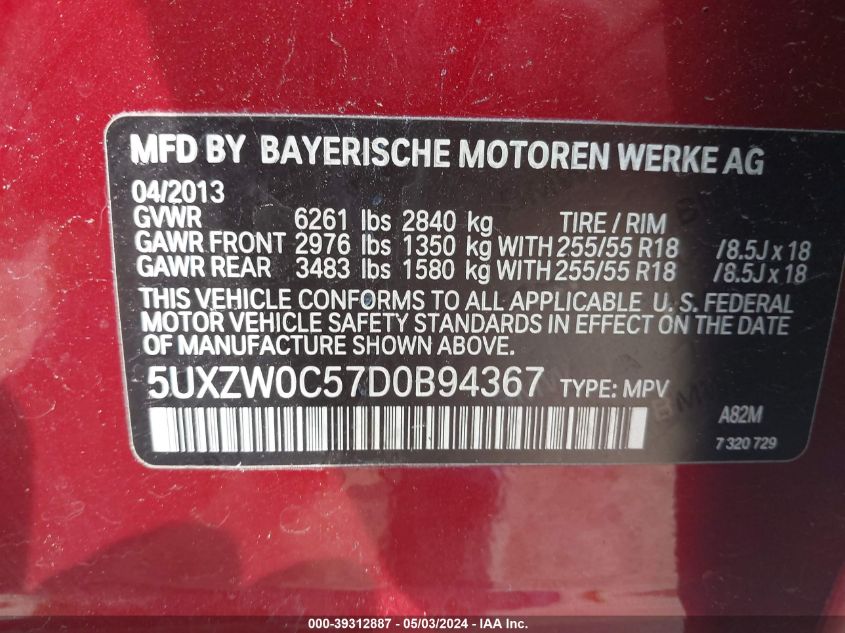 MFD BY BAYERISCHE MOTOREN WERKE AG
04/2013
GVWR 6261 lbs 2840 kg TIRE / RIM
GAWR FRONT 2976 lbs 1350 kg WITH 255/55 R18 /8.5J x 18
GAWR REAR 3483 lbs 1580 kg WITH 255/55 R18 /8.5J x 18
THIS VEHICLE CONFORMS TO ALL APPLICABLE U. S. FEDERAL
MOTOR VEHICLE SAFETY STANDARDS IN EFFECT ON THE DATE
OF MANUFACTURE SHOWN ABOVE.
5UXZW0C57D0B94367 TYPE: MPV
A82M
7 320 729
000-39312887 - 05/03/2024 - IAA Inc.